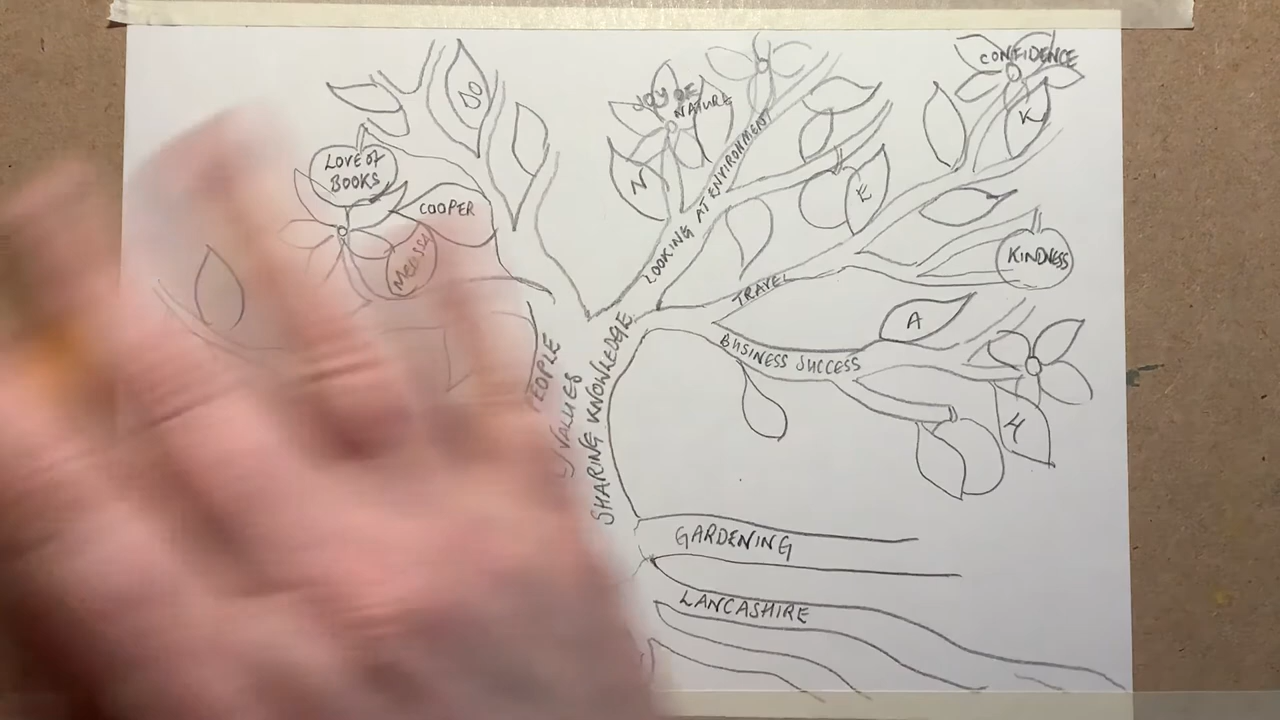 CONFIDENCE
DO
JOY OF
NATURE
K
LOVE OF
BOOKS
N
E
COOPER
LOOKING AT ENVIRONMENT
MELISSA
KINDNESS
TRAVEL
A
BUSINESS SUCCESS
VALUES
SHARING KNOWLEDGE
H
GARDENING
LANCASHIRE